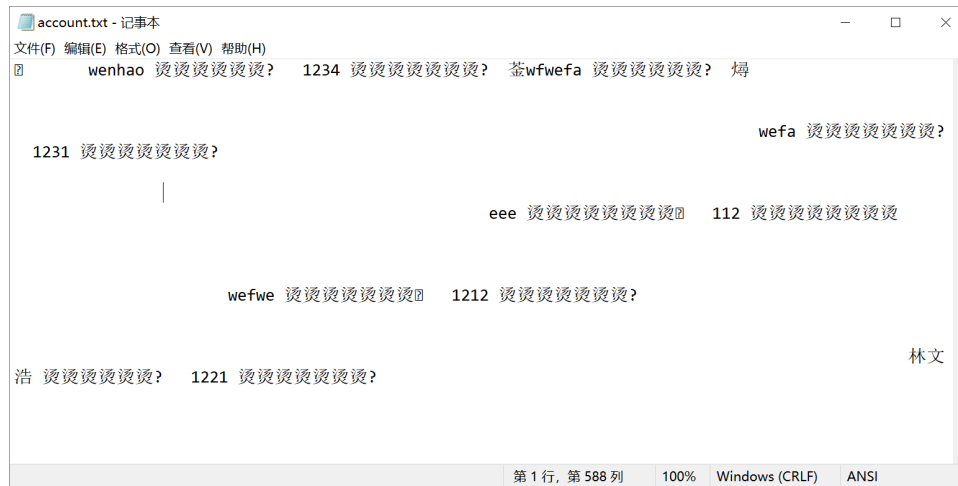 account.txt - 记事本
文件(F) 编辑(E) 格式(O) 查看(V) 帮助(H)
wenhao 烫烫烫烫烫烫? 1234 烫烫烫烫烫烫烫? 蓥wfwefa 烫烫烫烫烫烫? 燖
wefa 烫烫烫烫烫烫烫?
1231 烫烫烫烫烫烫烫?
eee 烫烫烫烫烫烫烫烫 112 烫烫烫烫烫烫烫烫
wefwe 烫烫烫烫烫烫烫 1212 烫烫烫烫烫烫烫?
林文
浩 烫烫烫烫烫烫? 1221 烫烫烫烫烫烫烫?
第 1 行，第 588 列 100% Windows (CRLF) ANSI